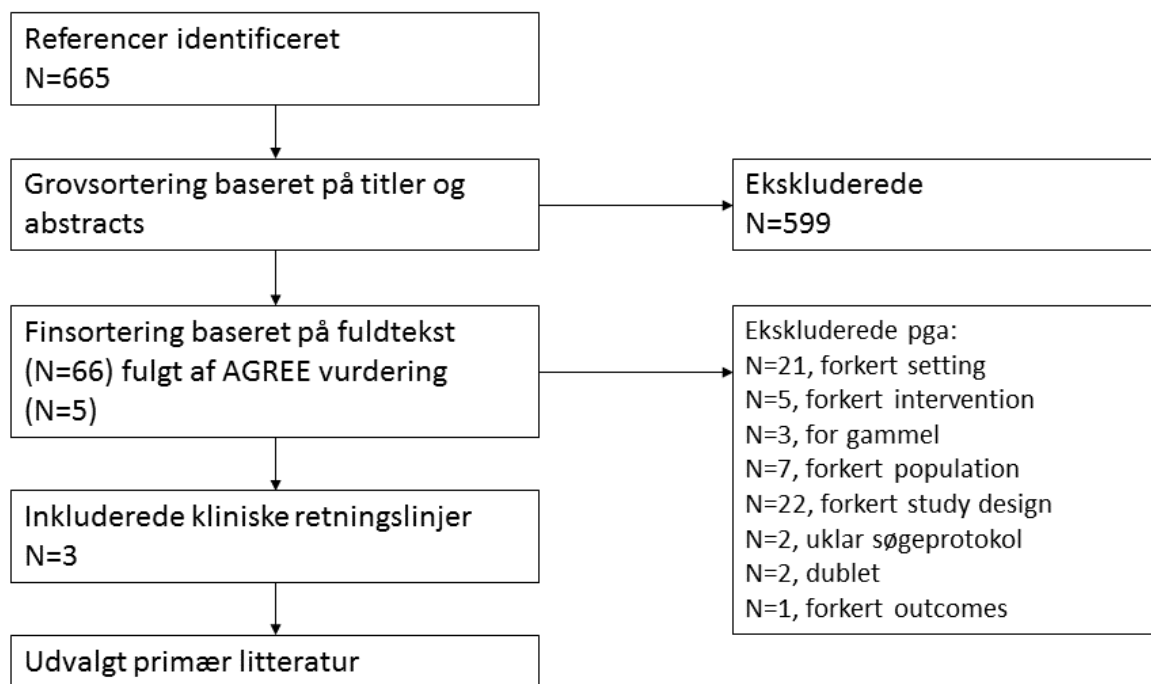 Referencer identificeret
N=665
Grovsortering baseret på titler og
abstracts
Ekskluderede
N=599
Finsortering baseret på fuldtekst
(N=66) fulgt af AGREE vurdering
(N=5)
Ekskluderede pga:
N=21, forkert setting
N=5, forkert intervention
N=3, for gammel
N=7, forkert population
N=22, forkert study design
N=2, uklar søgeprotokol
N=2, dublet
N=1, forkert outcomes
Inkluderede kliniske retningslinjer
N=3
Udvalgt primær litteratur